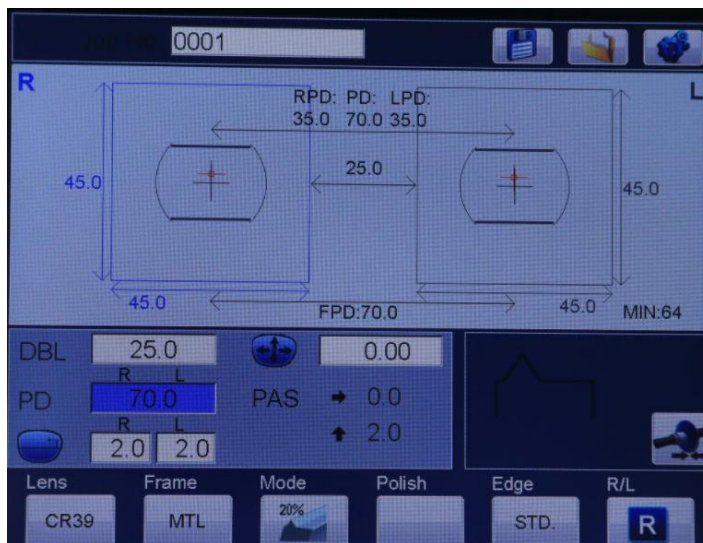 Job No. 0001
R
L
RPD: PD: LPD:
35.0 70.0 35.0
25.0
45.0
45.0
45.0
45.0
FPD:70.0
MIN:64
DBL 25.0 0.00
R L
PD 70.0 PAS 0.0
R L
2.0 2.0 2.0
Lens Frame Mode Polish Edge R/L
CR39 MTL 20% STD. R